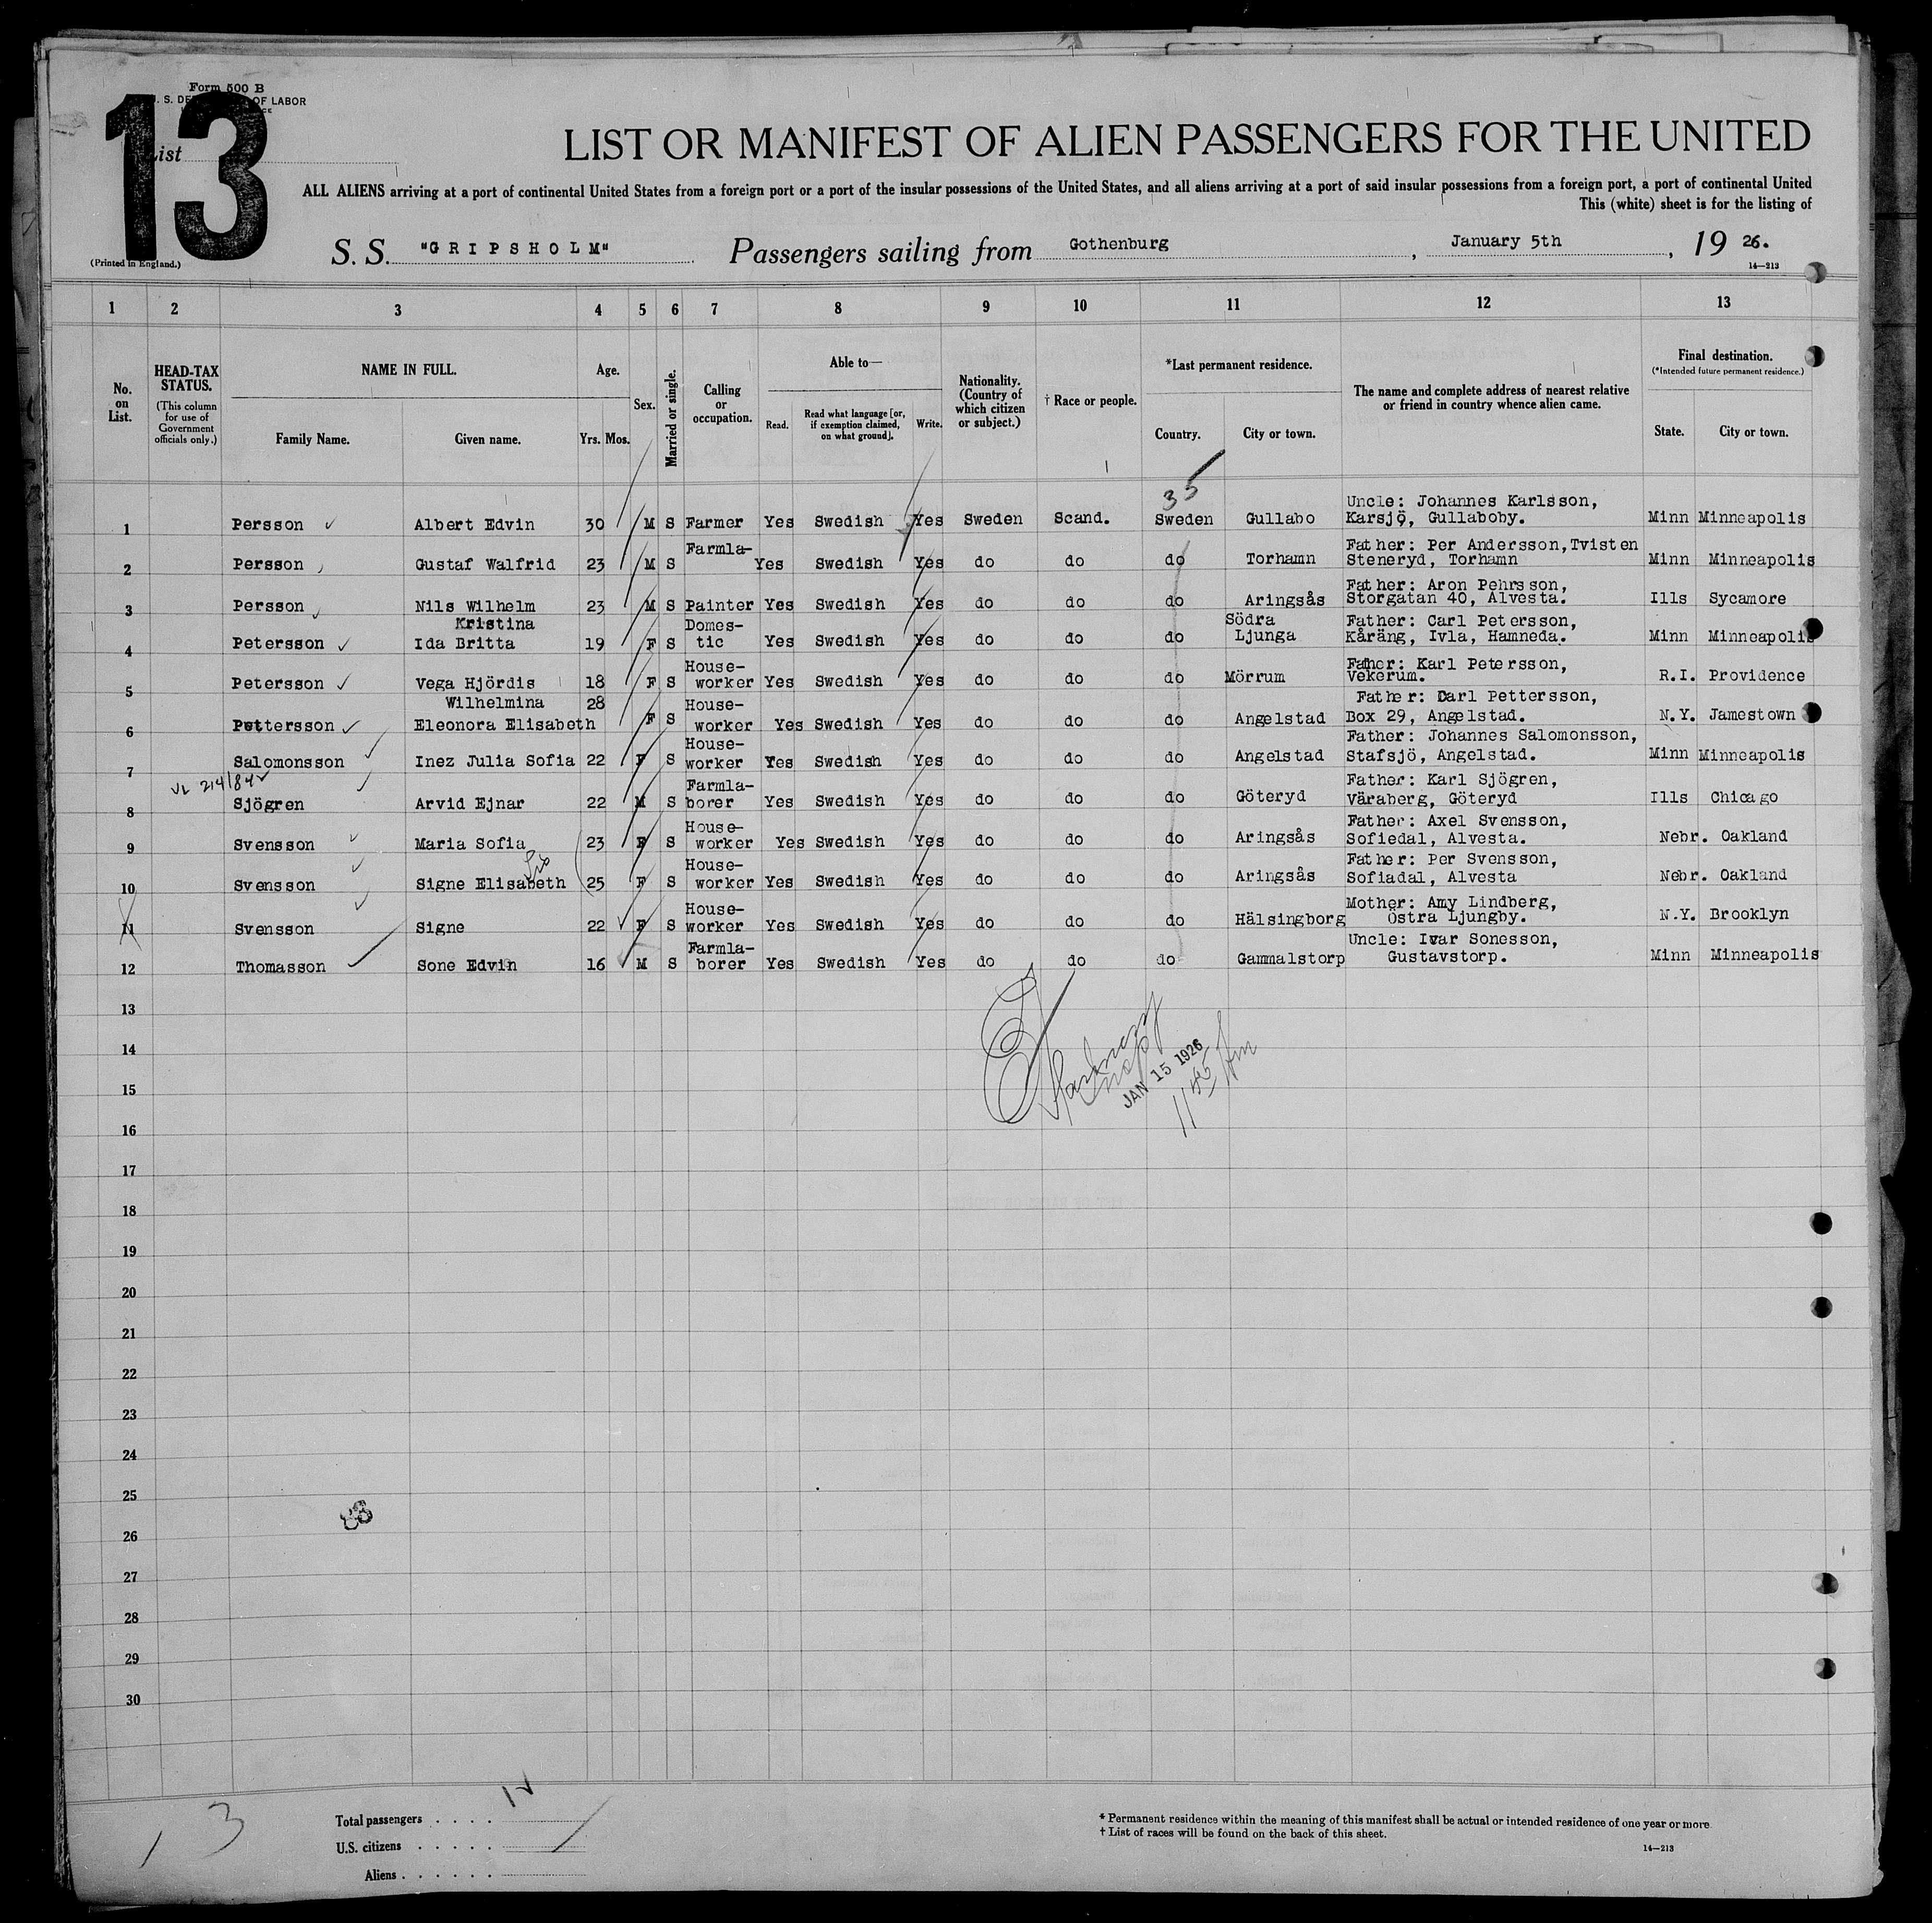 Form 500 B
U. S. DEPARTMENT OF LABOR
13
List
LIST OR MANIFEST OF ALIEN PASSENGERS FOR THE UNITED
ALL ALIENS arriving at a port of continental United States from a foreign port or a port of the insular possessions of the United States, and all aliens arriving at a port of said insular possessions from a foreign port, a port of continental United
This (white) sheet is for the listing of
(Printed in England.)
S. S. "GRIPSHOLM" Passengers sailing from Gothenburg, January 5th, 19 26.
14—213
1 2 3 4 5 6 7 8 9 10 11 12 13
No. on List. HEAD-TAX STATUS. (This column for use of Government officials only.) NAME IN FULL. Family Name. Given name. Age. Yrs. Mos. Sex. Married or single. Calling or occupation. Able to— Read. Read what language [or, if exemption claimed, on what ground]. Write. Nationality. (Country of which citizen or subject.) † Race or people. *Last permanent residence. Country. City or town. The name and complete address of nearest relative or friend in country whence alien came. Final destination. (*Intended future permanent residence.) State. City or town.
35
1 Persson Albert Edvin 30 M S Farmer Yes Swedish Yes Sweden Scand. Sweden Gullabo Uncle: Johannes Karlsson, Karsjö, Gullaboby. Minn Minneapolis
2 Persson Gustaf Walfrid 23 M S Farmla- Yes Swedish Yes do do do Torhamn Father: Per Andersson, Tvisten Steneryd, Torhamn Minn Minneapolis
3 Persson Nils Wilhelm 23 M S Painter Yes Swedish Yes do do do Aringsås Father: Aron Pehrsson, Storgatan 40, Alvesta. Ills Sycamore
4 Petersson Kristina Ida Britta 19 F S Domes- tic Yes Swedish Yes do do do Södra Ljunga Father: Carl Petersson, Kåräng, Ivla, Hamneda. Minn Minneapolis
5 Petersson Vega Hjördis 18 F S House- worker Yes Swedish Yes do do do Mörrum Father: Karl Petersson, Vekerum. R.I. Providence
6 Pettersson Wilhelmina Eleonora Elisabeth 28 F S House- worker Yes Swedish Yes do do do Angelstad Father: Carl Pettersson, Box 29, Angelstad. N.Y. Jamestown
7 Salomonsson Inez Julia Sofia 22 F S House- worker Yes Swedish Yes do do do Angelstad Father: Johannes Salomonsson, Stafsjö, Angelstad. Minn Minneapolis
8 Sjögren Arvid Ejnar 22 M S Farmla- borer Yes Swedish Yes do do do Göteryd Father: Karl Sjögren, Väraberg, Göteryd Ills Chicago
9 Svensson Maria Sofia 23 F S House- worker Yes Swedish Yes do do do Aringsås Father: Axel Svensson, Sofiedal, Alvesta. Nebr. Oakland
10 Svensson Signe Elisabeth 25 F S House- worker Yes Swedish Yes do do do Aringsås Father: Per Svensson, Sofiadal, Alvesta Nebr. Oakland
11 Svensson Signe 22 F S House- worker Yes Swedish Yes do do do Hälsingborg Mother: Amy Lindberg, Östra Ljungby. N.Y. Brooklyn
12 Thomasson Sone Edvin 16 M S Farmla- borer Yes Swedish Yes do do do Gammalstorp Uncle: Ivar Sonesson, Gustavstorp. Minn Minneapolis
13
14
JAN 15 1926
15
16
17
18
19
20
21
22
23
24
25
26
27
28
29
30
13
Total passengers 12
U.S. citizens
Aliens
* Permanent residence within the meaning of this manifest shall be actual or intended residence of one year or more
† List of races will be found on the back of this sheet.
14—213